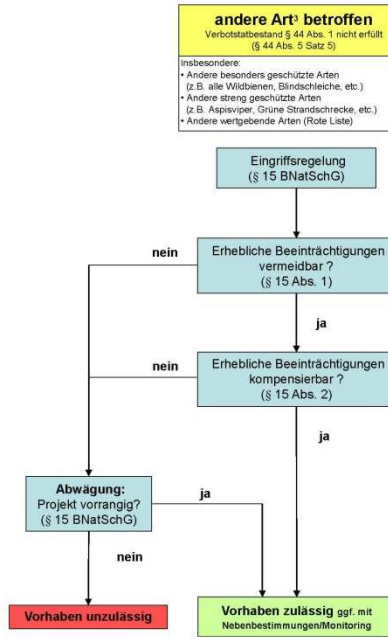 andere Art³ betroffen
Verbotstatbestand § 44 Abs. 1 nicht erfüllt
(§ 44 Abs. 5 Satz 5)
Insbesondere:
• Andere besonders geschützte Arten
(z.B. alle Wildbienen, Blindschleiche, etc.)
• Andere streng geschützte Arten
(z.B. Aspisviper, Grüne Strandschrecke, etc.)
• Andere wertgebende Arten (Rote Liste)
Eingriffsregelung
(§ 15 BNatSchG)
nein
Erhebliche Beeinträchtigungen
vermeidbar ?
(§ 15 Abs. 1)
ja
nein
Erhebliche Beeinträchtigungen
kompensierbar ?
(§ 15 Abs. 2)
ja
Abwägung:
Projekt vorrangig?
(§ 15 BNatSchG)
ja
nein
Vorhaben unzulässig
Vorhaben zulässig ggf. mit
Nebenbestimmungen/Monitoring